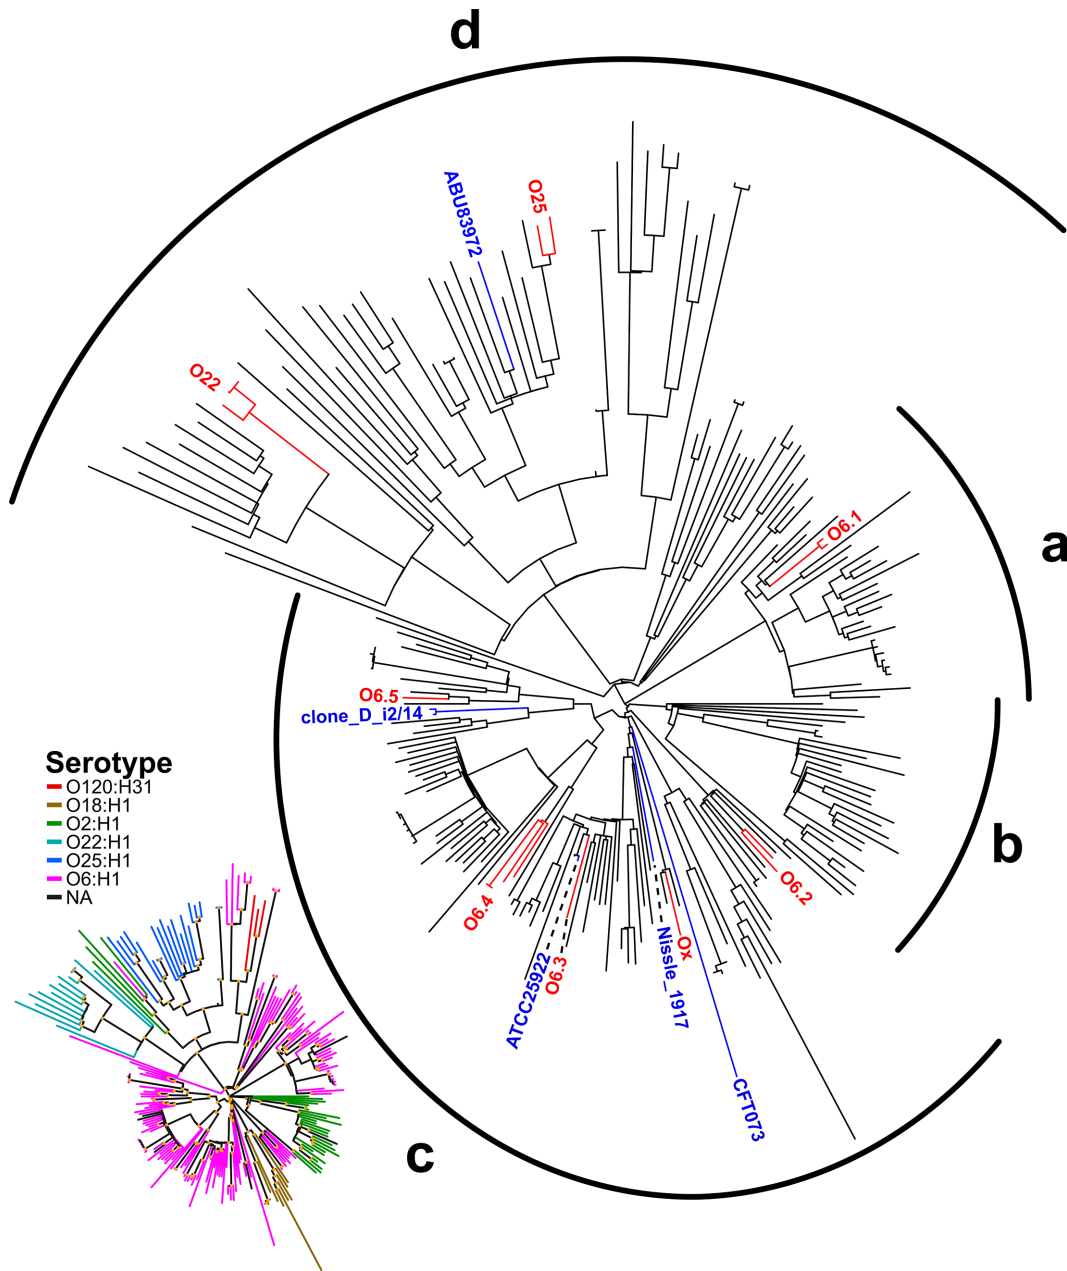 d
ABU83972
O25
O22
a
O6.1
O6.5
clone_D_i2/14
b
O6.2
O6.4
ATCC25922
O6.3
Nissle_1917
Ox
CFT073
c
Serotype
O120:H31
O18:H1
O2:H1
O22:H1
O25:H1
O6:H1
NA